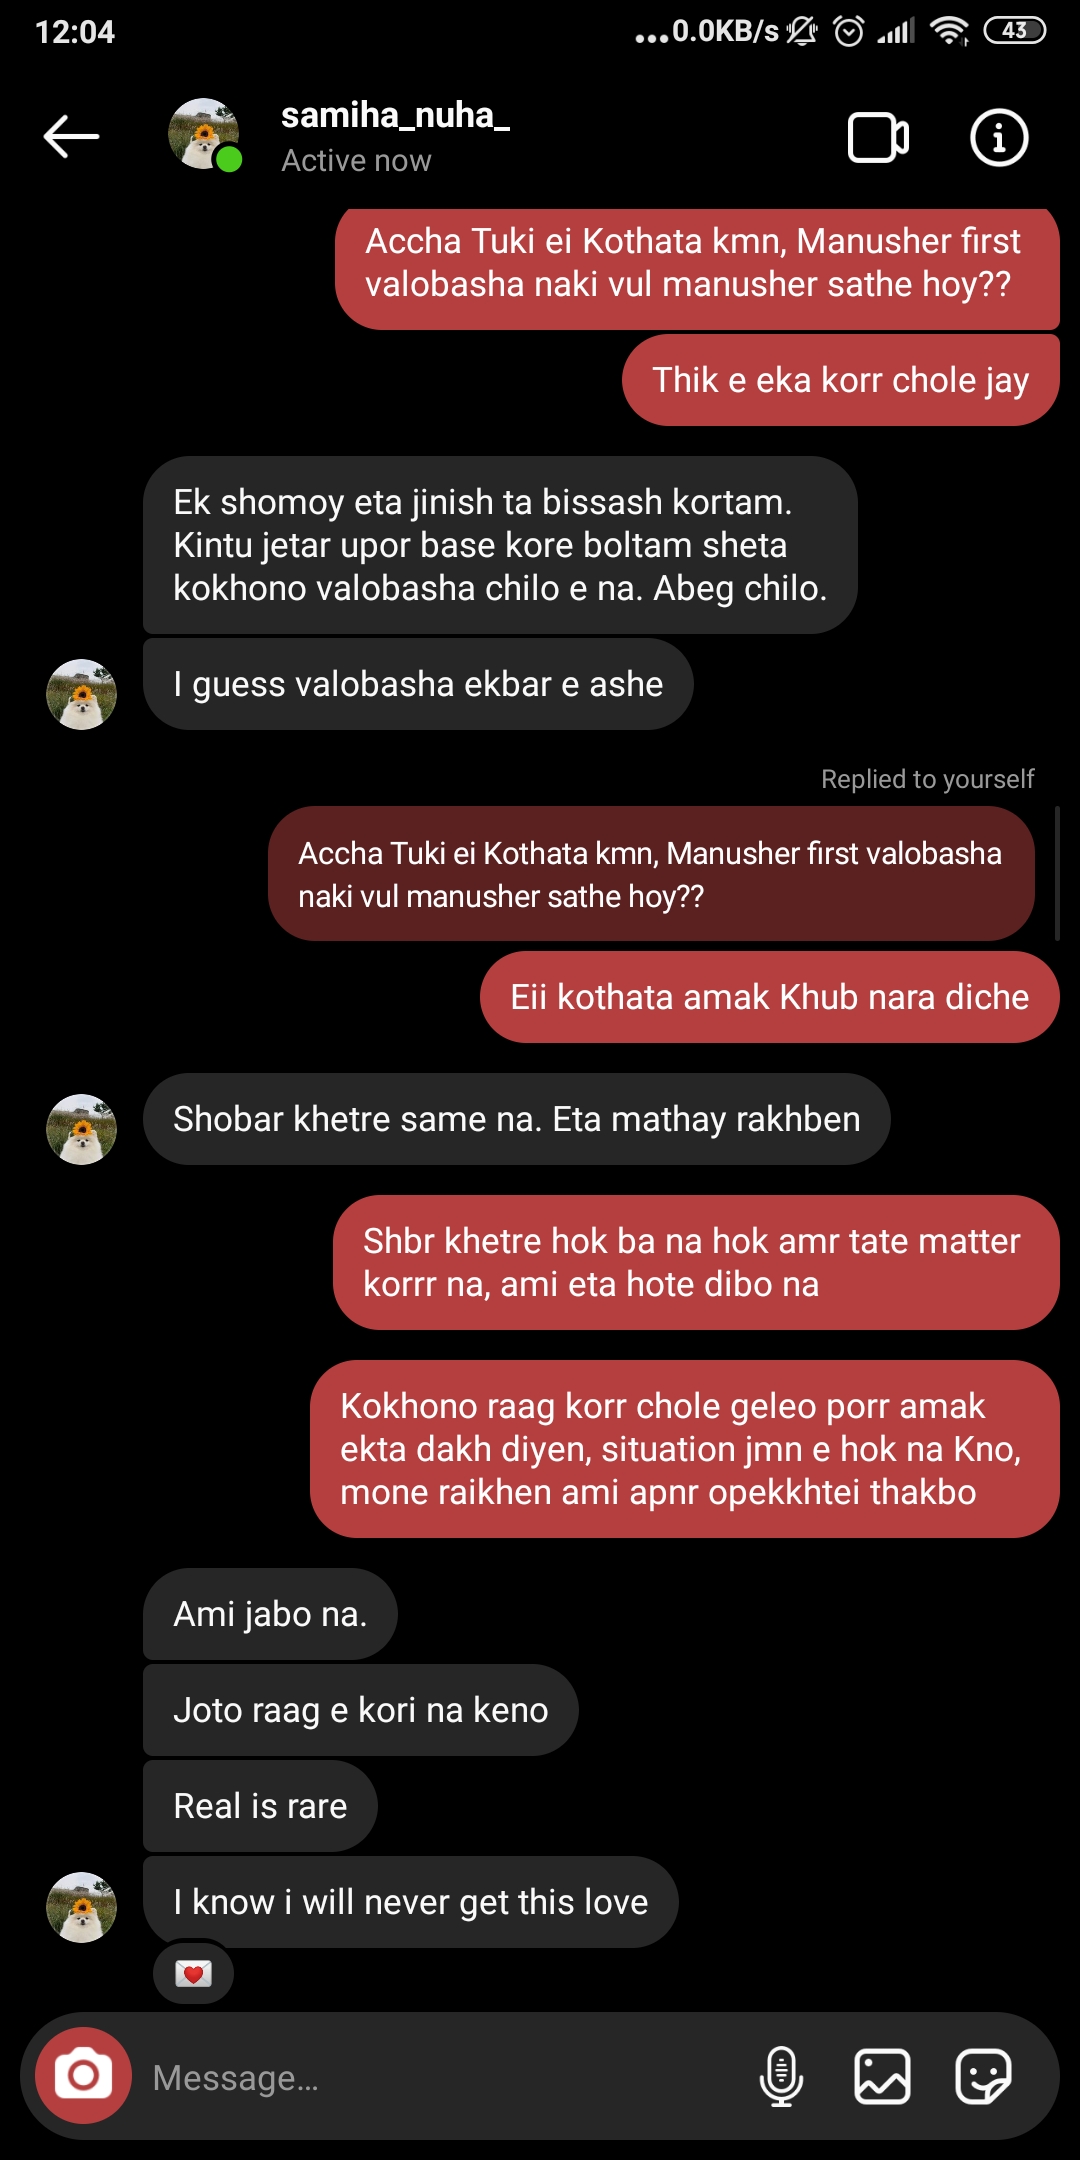 12:04
...0.0KB/s
43
samiha_nuha_
Active now
Accha Tuki ei Kothata kmn, Manusher first
valobasha naki vul manusher sathe hoy??
Thik e eka korr chole jay
Ek shomoy eta jinish ta bissash kortam.
Kintu jetar upor base kore boltam sheta
kokhono valobasha chilo e na. Abeg chilo.
I guess valobasha ekbar e ashe
Replied to yourself
Accha Tuki ei Kothata kmn, Manusher first valobasha
naki vul manusher sathe hoy??
Eii kothata amak Khub nara diche
Shobar khetre same na. Eta mathay rakhben
Shbr khetre hok ba na hok amr tate matter
korrr na, ami eta hote dibo na
Kokhono raag korr chole geleo porr amak
ekta dakh diyen, situation jmn e hok na Kno,
mone raikhen ami apnr opekkhtei thakbo
Ami jabo na.
Joto raag e kori na keno
Real is rare
I know i will never get this love
Message...